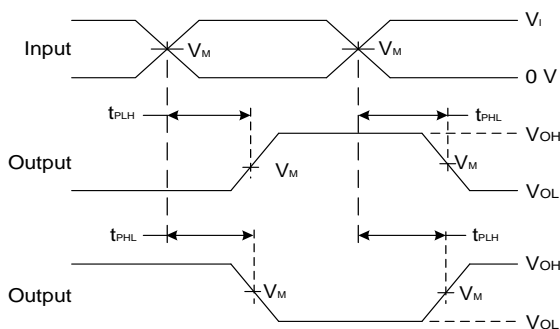 VI
Input VM VM
0 V
tPLH tPHL
VOH
Output VM VM
VOL
tPHL tPLH
VOH
Output VM VM
VOL